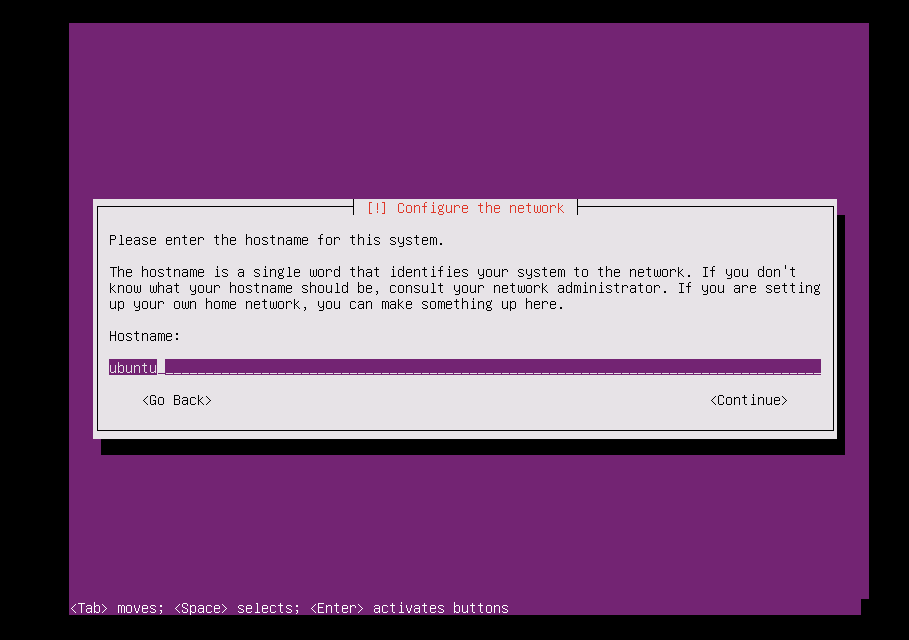 [!] Configure the network
Please enter the hostname for this system.
The hostname is a single word that identifies your system to the network. If you don't
know what your hostname should be, consult your network administrator. If you are setting
up your own home network, you can make something up here.
Hostname:
ubuntu
<Go Back> <Continue>
<Tab> moves; <Space> selects; <Enter> activates buttons